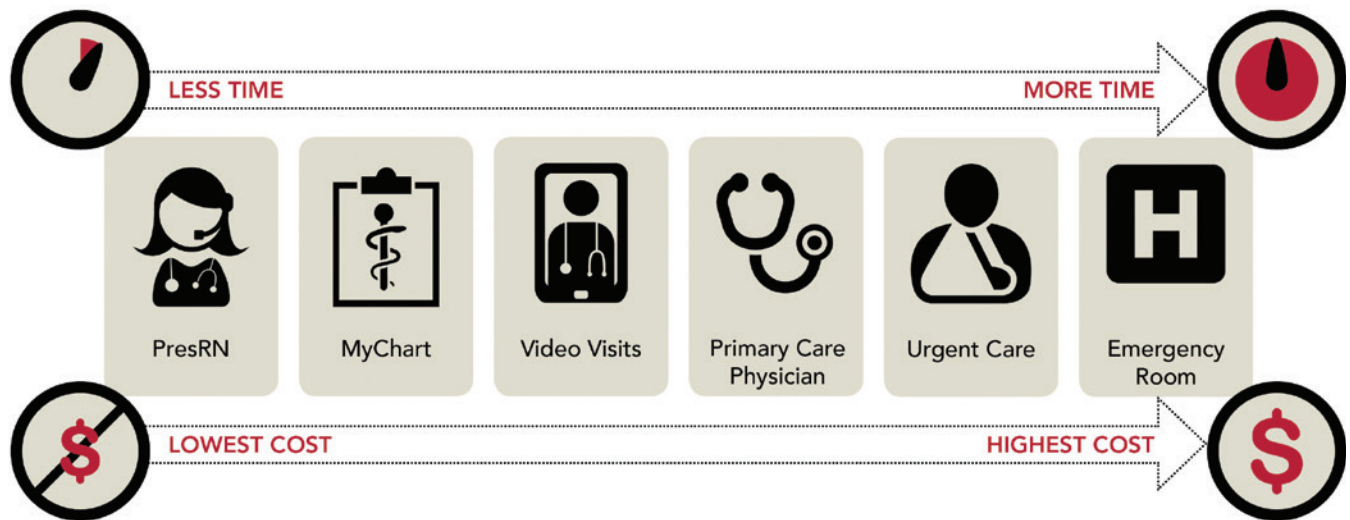 LESS TIME
MORE TIME
PresRN
MyChart
Video Visits
Primary Care
Physician
Urgent Care
Emergency
Room
H
$
LOWEST COST
HIGHEST COST
$